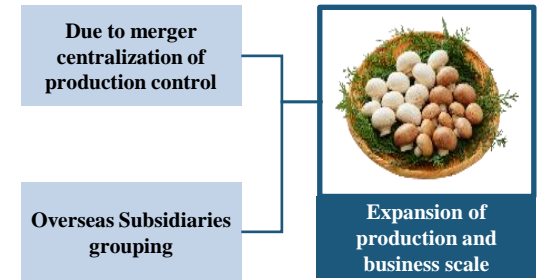 Due to merger
centralization of
production control
Overseas Subsidiaries
grouping
Expansion of
production and
business scale